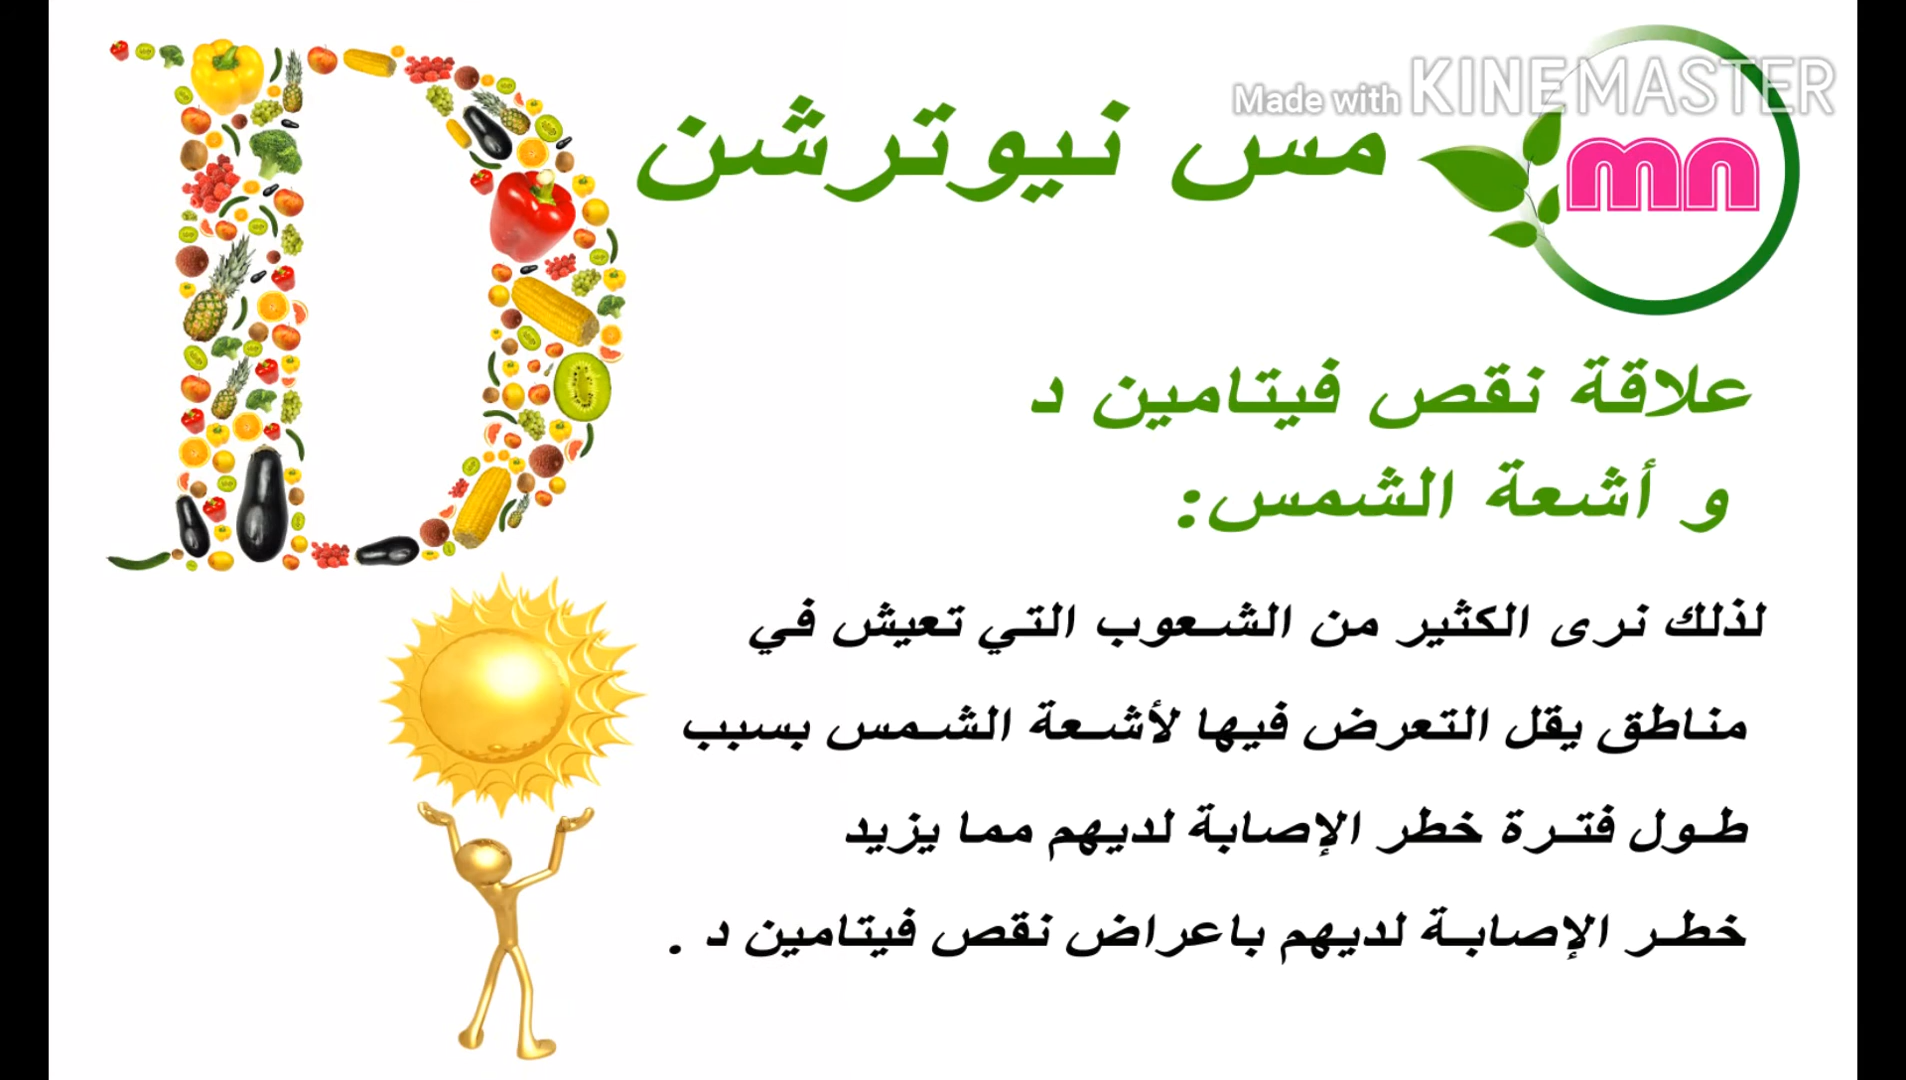 Made with KINEMASTER
مس نيوترشن
mn
علاقة نقص فيتامين د
و أشعة الشمس:
لذلك نرى الكثير من الشعوب التي تعيش في
مناطق يقل التعرض فيها لأشعة الشمس بسبب
طول فترة خطر الإصابة لديهم مما يزيد
خطر الإصابة لديهم باعراض نقص فيتامين د .